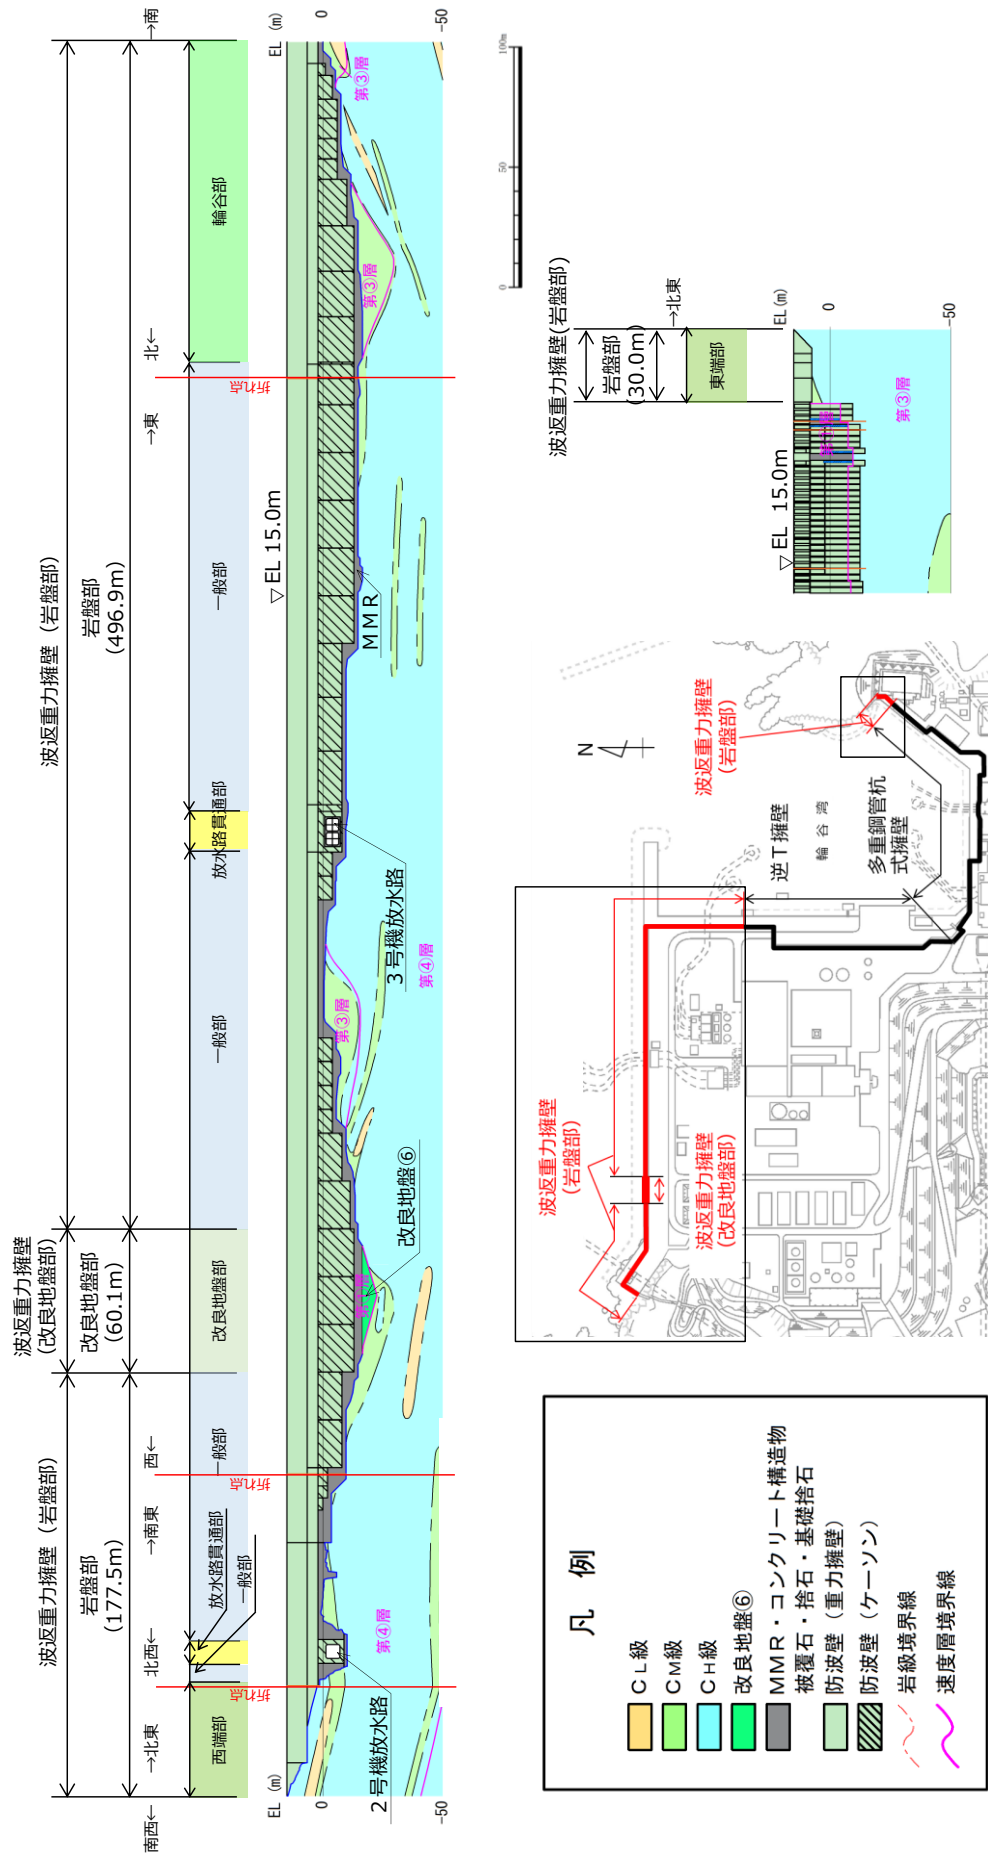 波返重力擁壁（岩盤部）
波返重力擁壁
(改良地盤部)
波返重力擁壁（岩盤部）
岩盤部
(177.5m)
改良地盤部
(60.1m)
岩盤部
(496.9m)
南西←
→北東
北西←
→南東
西←
→東
北←
→南
西端部
放水路貫通部
一般部
一般部
改良地盤部
一般部
放水路貫通部
一般部
輪谷部
折れ点
折れ点
折れ点
▽EL 15.0m
EL (m)
0
-50
EL (m)
0
-50
2号機放水路
第④層
改良地盤⑥
第③層
3号機放水路
第④層
MMR
第③層
第③層
0
50
100m
波返重力擁壁(岩盤部)
岩盤部
(30.0m)
→北東
東端部
▽EL 15.0m
EL(m)
0
-50
第③層
凡 例
CL級
CM級
CH級
改良地盤⑥
MMR・コンクリート構造物
被覆石・捨石・基礎捨石
防波壁（重力擁壁）
防波壁（ケーソン）
岩級境界線
速度層境界線
波返重力擁壁
(岩盤部)
波返重力擁壁
(改良地盤部)
N
波返重力擁壁
(岩盤部)
逆T擁壁
輪谷湾
多重鋼管杭
式擁壁